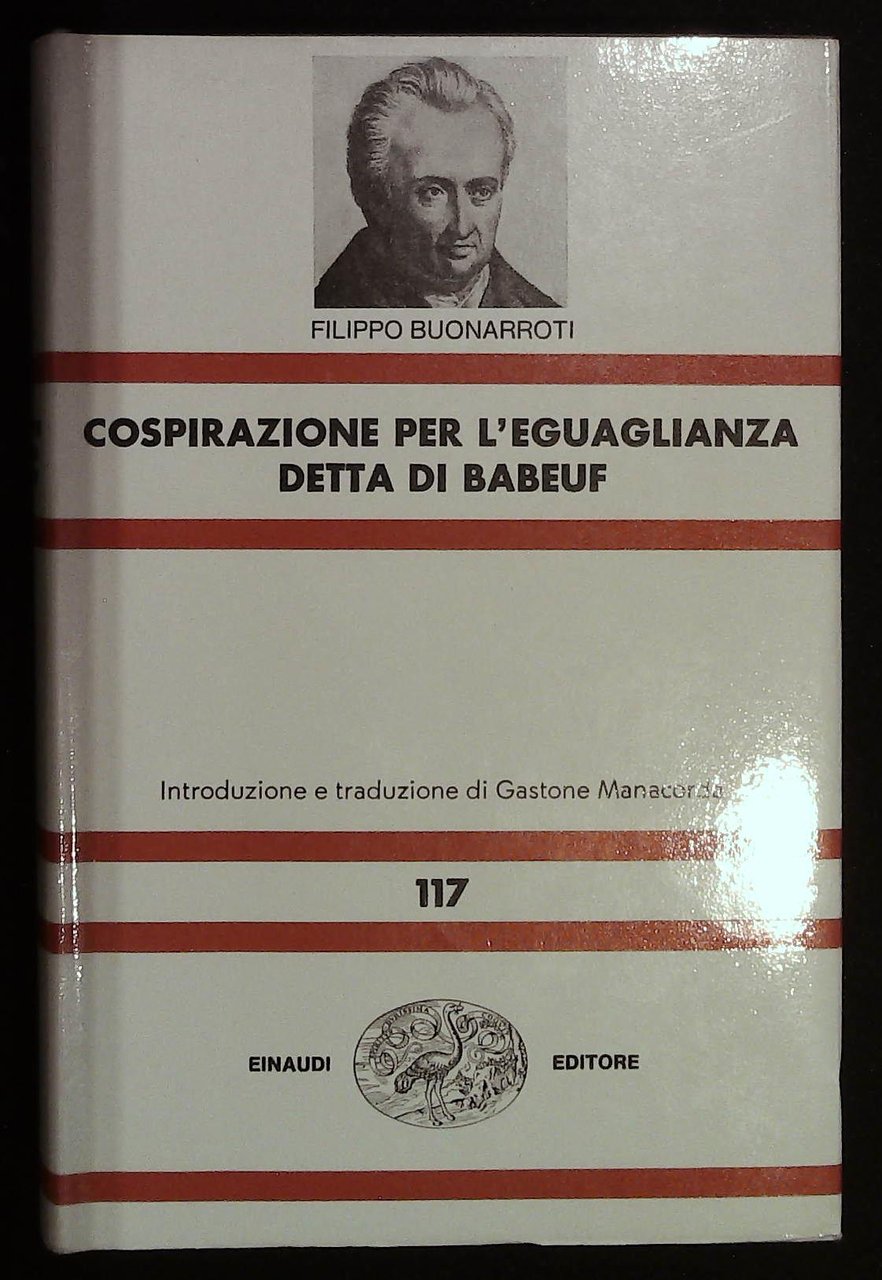 FILIPPO BUONARROTI
COSPIRAZIONE PER L'EGUAGLIANZA
DETTA DI BABEUF
Introduzione e traduzione di Gastone Manacorda
117
EINAUDI EDITORE